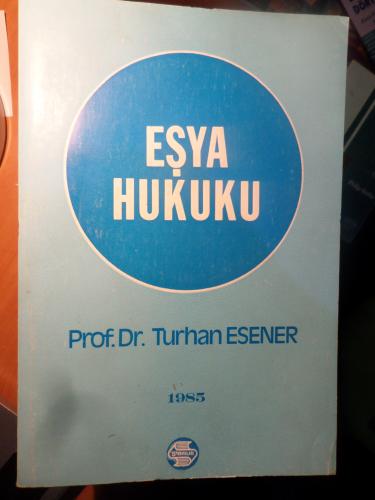 EŞYA
HUKUKU
Prof. Dr. Turhan ESENER
1985